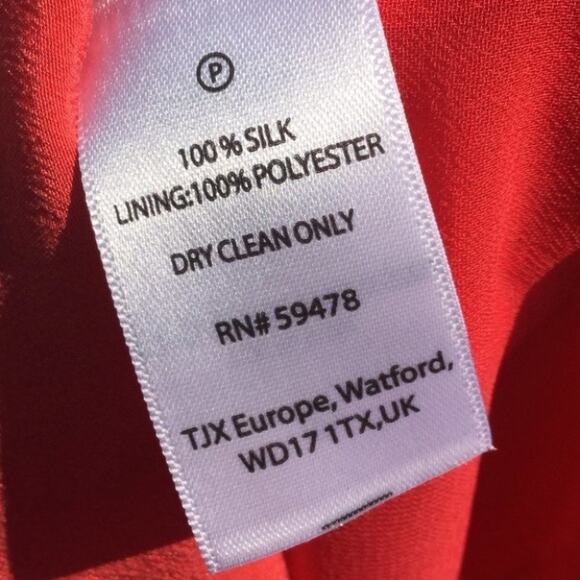 P
100% SILK
LINING:100% POLYESTER
DRY CLEAN ONLY
RN# 59478
TJX Europe, Watford,
WD17 1TX,UK